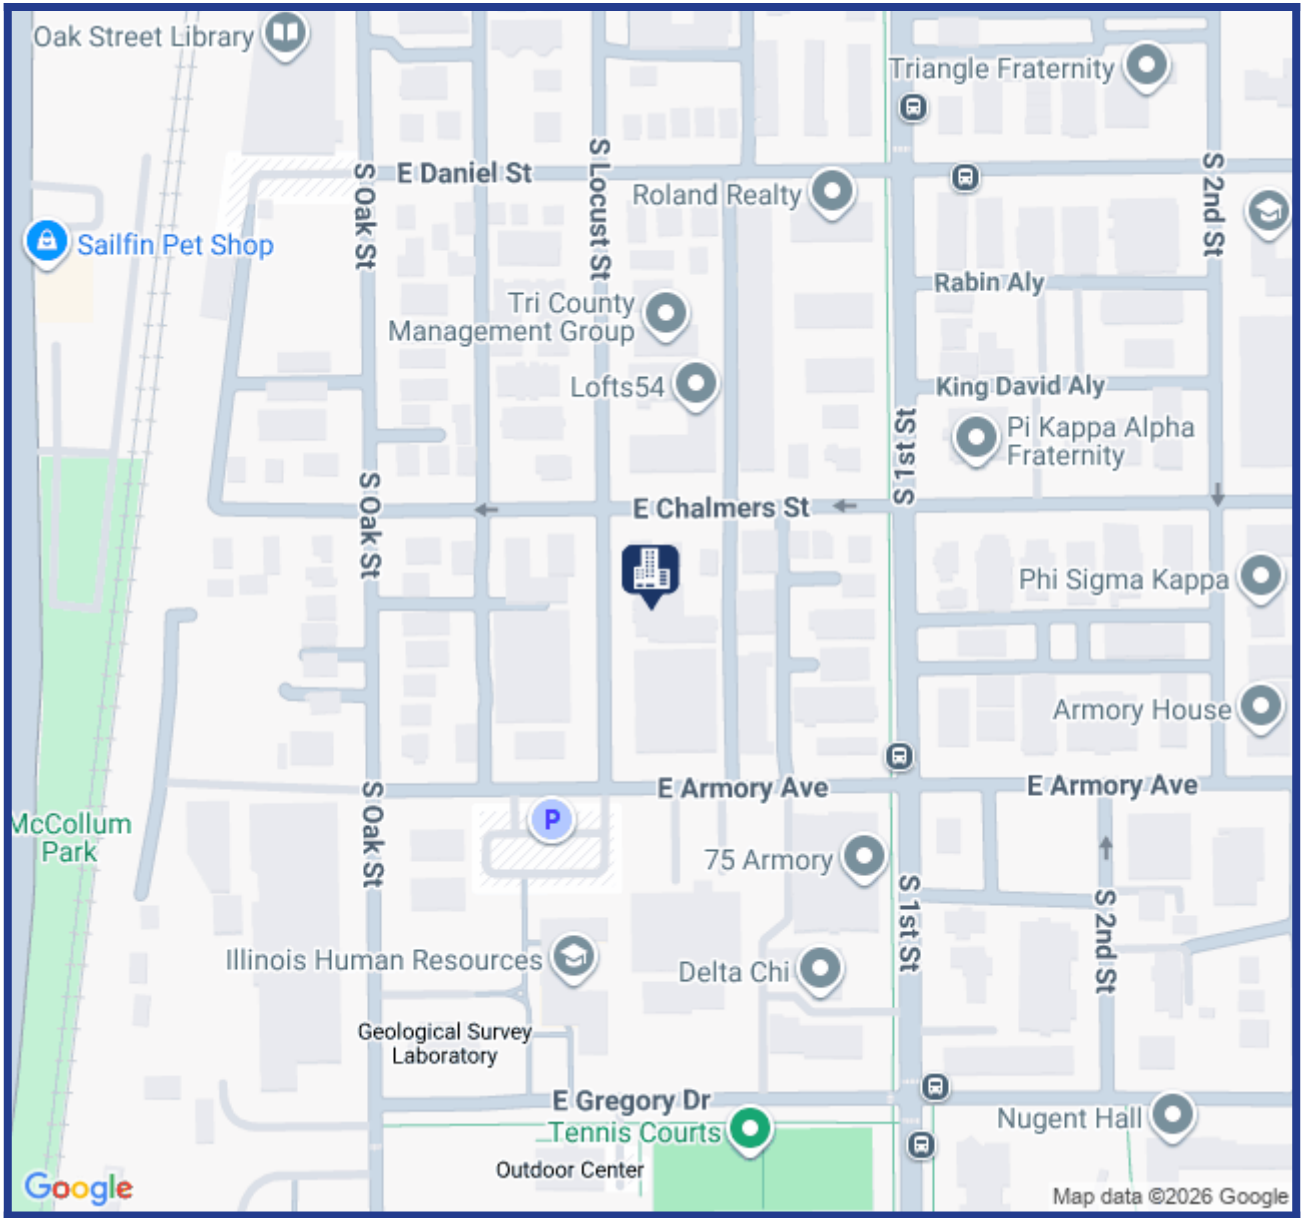 Oak Street Library
Triangle Fraternity
S Oak St
E Daniel St
S Locust St
Roland Realty
S 2nd St
Sailfin Pet Shop
Rabin Aly
Tri County
Management Group
Lofts54
King David Aly
S 1st St
Pi Kappa Alpha
Fraternity
S Oak St
E Chalmers St
Phi Sigma Kappa
Armory House
E Armory Ave
E Armory Ave
S Oak St
McCollum
Park
P
75 Armory
S 1st St
S 2nd St
Illinois Human Resources
Delta Chi
Geological Survey
Laboratory
E Gregory Dr
Tennis Courts
Nugent Hall
Outdoor Center
Google
Map data ©2026 Google